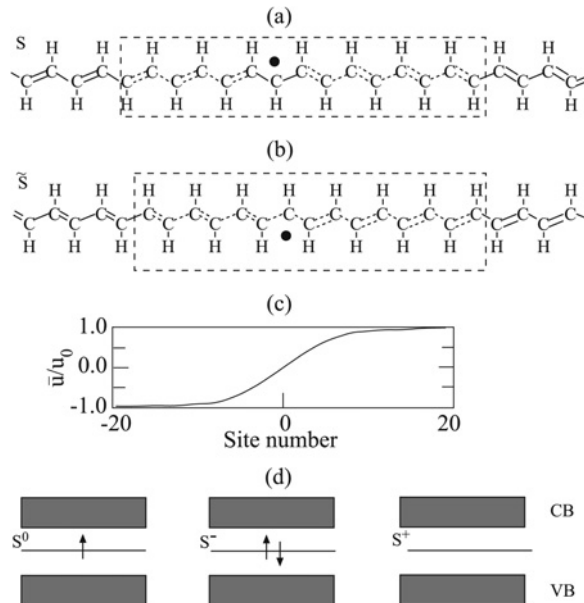 (a)
S
H H H H H H H H H H H
C C C C C C C C C C C C C C C C C C C C C C C
H H H H H H H H H H H H
(b)
S̃
H H H H H H H H H H H H
C C C C C C C C C C C C C C C C C C C C C C C C
H H H H H H H H H H H H
(c)
1.0
0.0
-1.0
ū/u₀
-20 0 20
Site number
(d)
S⁰ S⁻ S⁺ CB
VB